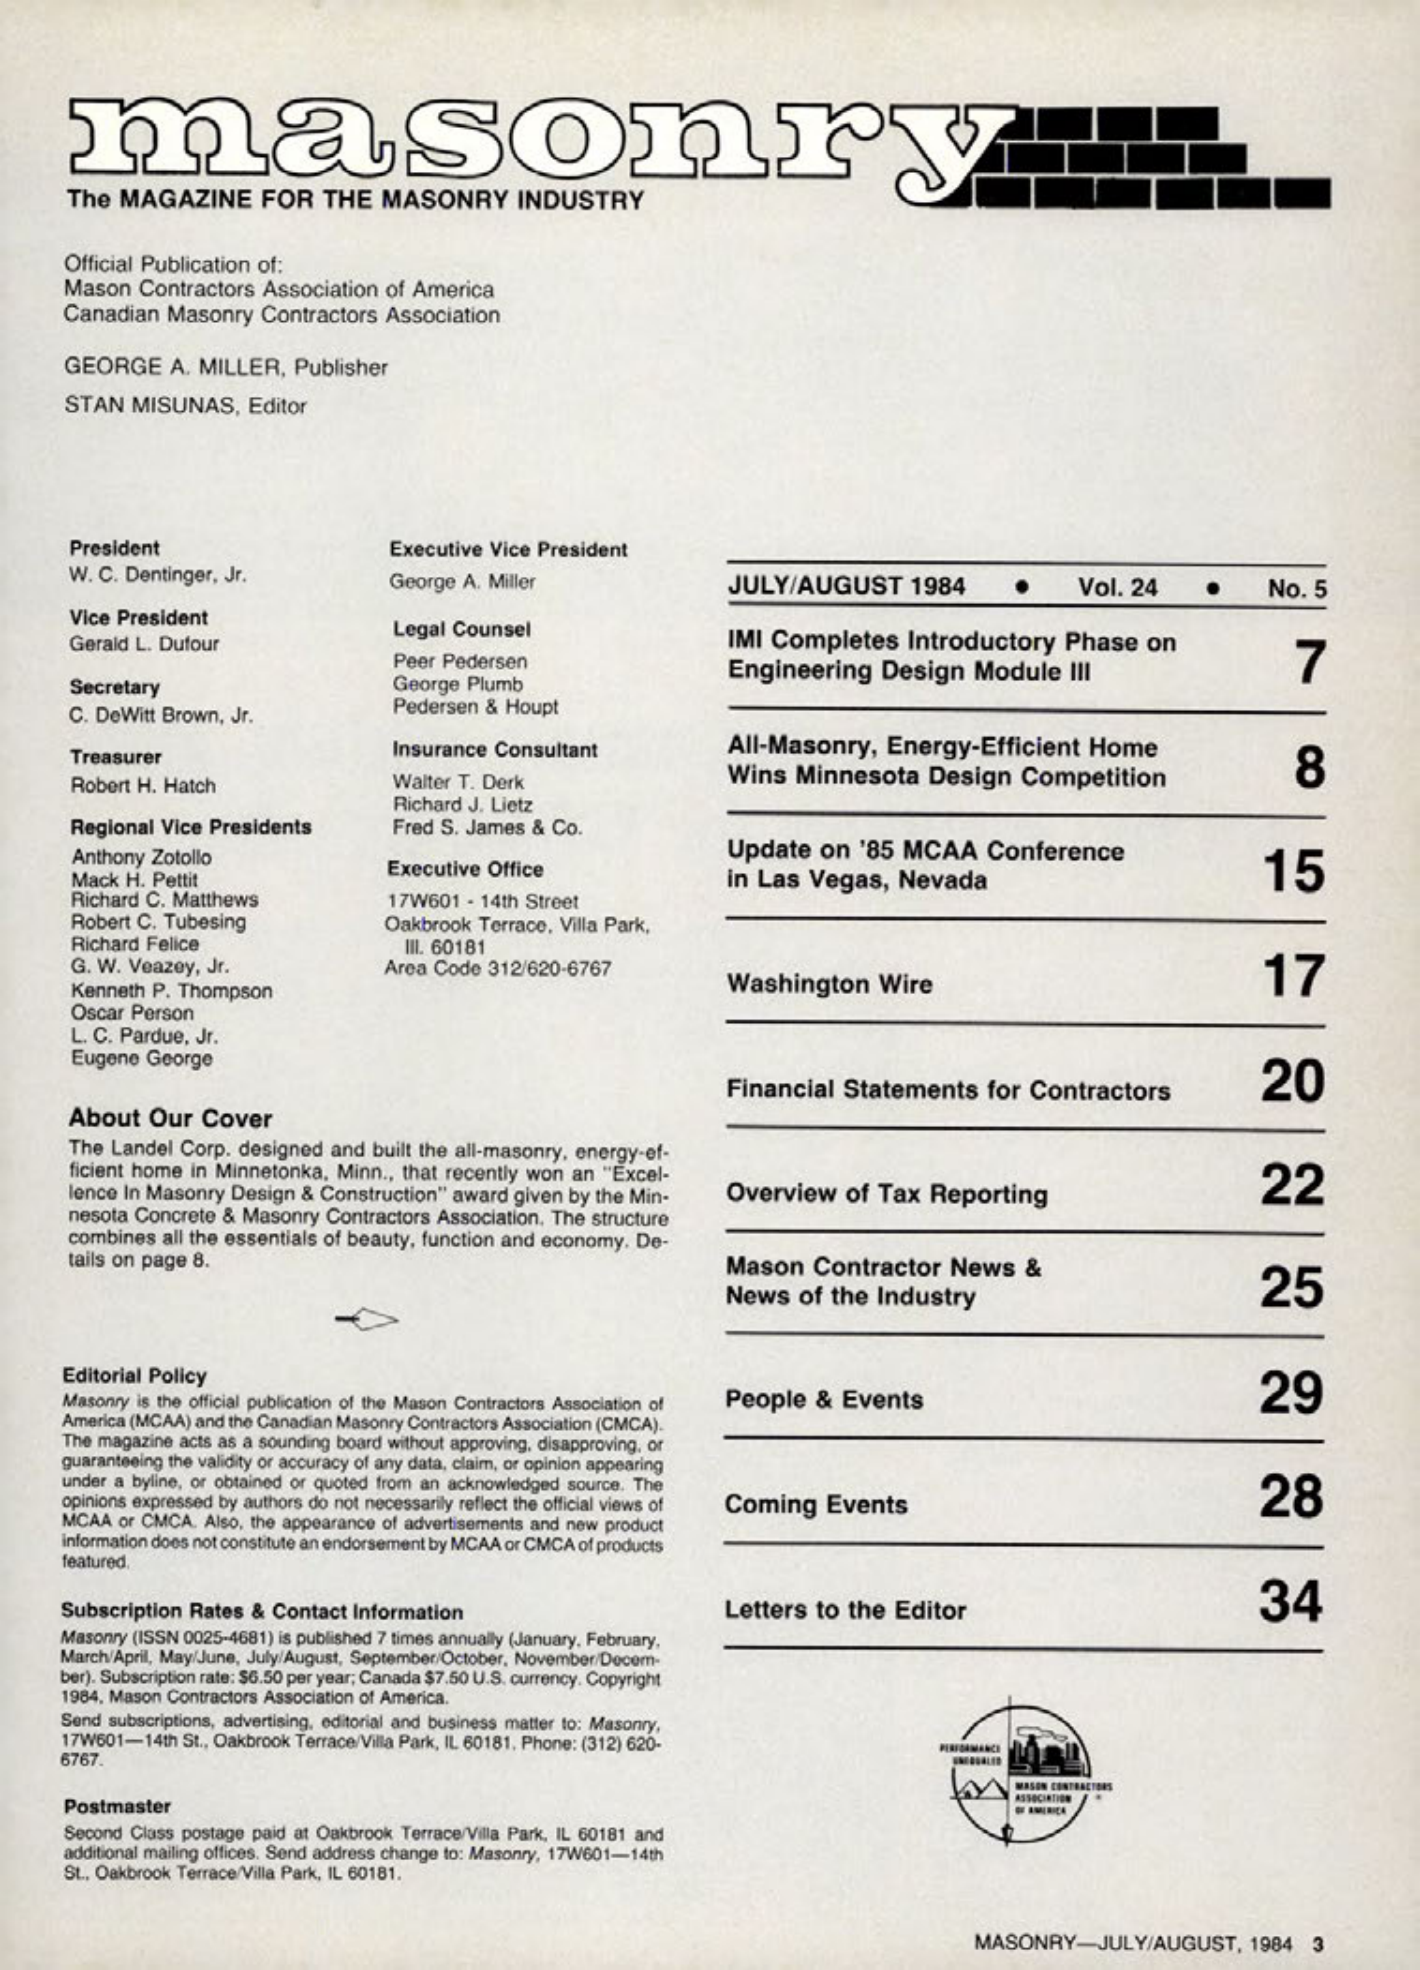 masonry
The MAGAZINE FOR THE MASONRY INDUSTRY
Official Publication of:
Mason Contractors Association of America
Canadian Masonry Contractors Association
GEORGE A. MILLER, Publisher
STAN MISUNAS, Editor
President
W. C. Dentinger, Jr.
Vice President
Gerald L. Dufour
Secretary
C. DeWitt Brown, Jr.
Treasurer
Robert H. Hatch
Regional Vice Presidents
Anthony Zotollo
Mack H. Pettit
Richard C. Matthews
Robert C. Tubesing
Richard Felice
G. W. Veazey, Jr.
Kenneth P. Thompson
Oscar Person
L. C. Pardue, Jr.
Eugene George
Executive Vice President
George A. Miller
Legal Counsel
Peer Pedersen
George Plumb
Pedersen & Houpt
Insurance Consultant
Walter T. Derk
Richard J. Lietz
Fred S. James & Co.
Executive Office
17W601 - 14th Street
Oakbrook Terrace, Villa Park,
Ill. 60181
Area Code 312/620-6767
About Our Cover
The Landel Corp. designed and built the all-masonry, energy-ef-
ficient home in Minnetonka, Minn., that recently won an "Excel-
lence In Masonry Design & Construction" award given by the Min-
nesota Concrete & Masonry Contractors Association. The structure
combines all the essentials of beauty, function and economy. De-
tails on page 8.
Editorial Policy
Masonry is the official publication of the Mason Contractors Association of
America (MCAA) and the Canadian Masonry Contractors Association (CMCA).
The magazine acts as a sounding board without approving, disapproving, or
guaranteeing the validity or accuracy of any data, claim, or opinion appearing
under a byline, or obtained or quoted from an acknowledged source. The
opinions expressed by authors do not necessarily reflect the official views of
MCAA or CMCA. Also, the appearance of advertisements and new product
information does not constitute an endorsement by MCAA or CMCA of products
featured.
Subscription Rates & Contact Information
Masonry (ISSN 0025-4681) is published 7 times annually (January, February,
March/April, May/June, July/August, September/October, November/Decem-
ber). Subscription rate: $6.50 per year; Canada $7.50 U.S. currency. Copyright
1984, Mason Contractors Association of America.
Send subscriptions, advertising, editorial and business matter to: Masonry,
17W601—14th St., Oakbrook Terrace/Villa Park, IL 60181. Phone: (312) 620-
6767.
Postmaster
Second Class postage paid at Oakbrook Terrace/Villa Park, IL 60181 and
additional mailing offices. Send address change to: Masonry, 17W601—14th
St., Oakbrook Terrace/Villa Park, IL 60181.
JULY/AUGUST 1984 • Vol. 24 • No. 5
IMI Completes Introductory Phase on
Engineering Design Module III 7
All-Masonry, Energy-Efficient Home
Wins Minnesota Design Competition 8
Update on '85 MCAA Conference
in Las Vegas, Nevada 15
Washington Wire 17
Financial Statements for Contractors 20
Overview of Tax Reporting 22
Mason Contractor News &
News of the Industry 25
People & Events 29
Coming Events 28
Letters to the Editor 34
PERFORMANCE
UNEQUALED
MASON CONTRACTORS
ASSOCIATION
OF AMERICA
MASONRY—JULY/AUGUST, 1984 3